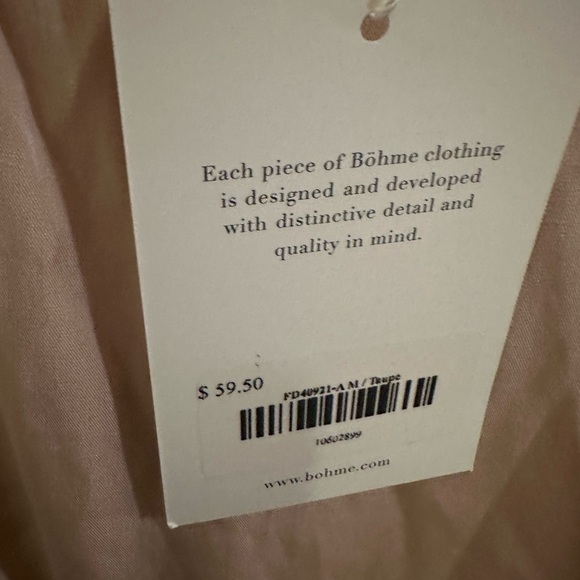 Each piece of Böhme clothing
is designed and developed
with distinctive detail and
quality in mind.
$ 59.50
FD40921-A M / Taupe
10602899
www.bohme.com